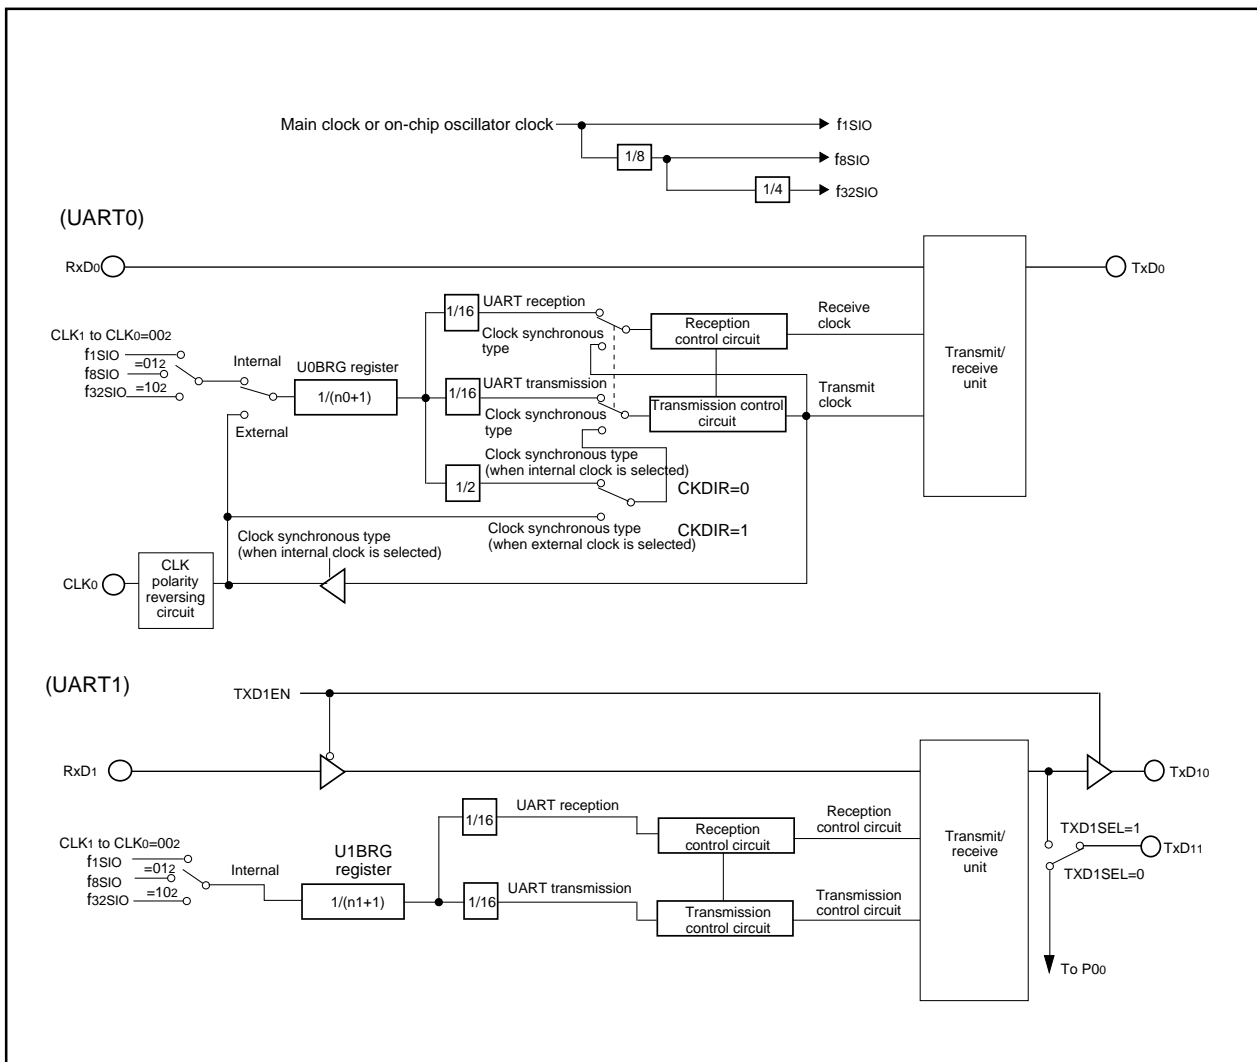 Main clock or on-chip oscillator clock
f1SIO
1/8
f8SIO
1/4
f32SIO
(UART0)
RxD0
TxD0
CLK1 to CLK0=002
f1SIO
=012
f8SIO
=102
f32SIO
Internal
External
U0BRG register
1/(n0+1)
1/16
UART reception
Clock synchronous
type
1/16
UART transmission
Clock synchronous
type
Clock synchronous type
(when internal clock is selected)
1/2
CKDIR=0
Clock synchronous type
(when external clock is selected)
CKDIR=1
Reception
control circuit
Receive
clock
Transmission control
circuit
Transmit
clock
Transmit/
receive
unit
Clock synchronous type
(when internal clock is selected)
CLK0
CLK
polarity
reversing
circuit
(UART1)
TXD1EN
RxD1
TxD10
CLK1 to CLK0=002
f1SIO
=012
f8SIO
=102
f32SIO
Internal
U1BRG
register
1/(n1+1)
1/16
UART reception
1/16
UART transmission
Reception
control circuit
Reception
control circuit
Transmission
control circuit
Transmission
control circuit
Transmit/
receive
unit
TXD1SEL=1
TxD11
TXD1SEL=0
To P00